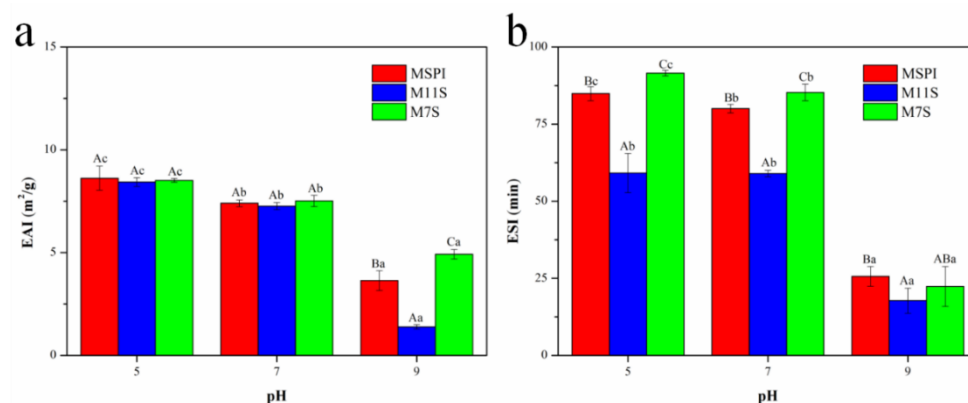 a
15
10
5
0
EAI (m²/g)
MSPI
M11S
M7S
Ac Ac Ac
Ab Ab Ab
Ba Aa Ca
5 7 9
pH
b
100
75
50
25
0
ESI (min)
MSPI
M11S
M7S
Bc Ab Cc
Bb Ab Cb
Ba Aa ABa
5 7 9
pH